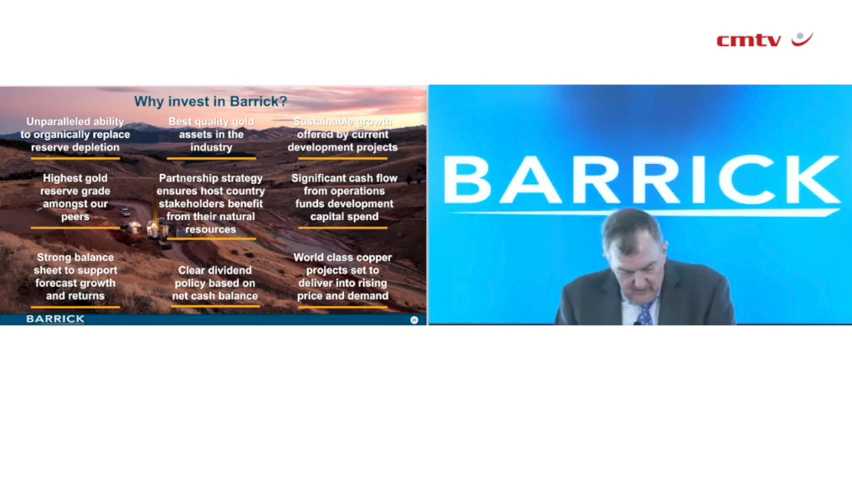 cmtv
Why invest in Barrick?
Unparalleled ability
to organically replace
reserve depletion
Best quality gold
assets in the
industry
Sustainable growth
offered by current
development projects
Highest gold
reserve grade
amongst our
peers
Partnership strategy
ensures host country
stakeholders benefit
from their natural
resources
Significant cash flow
from operations
funds development
capital spend
Strong balance
sheet to support
forecast growth
and returns
Clear dividend
policy based on
net cash balance
World class copper
projects set to
deliver into rising
price and demand
BARRICK
BARRICK